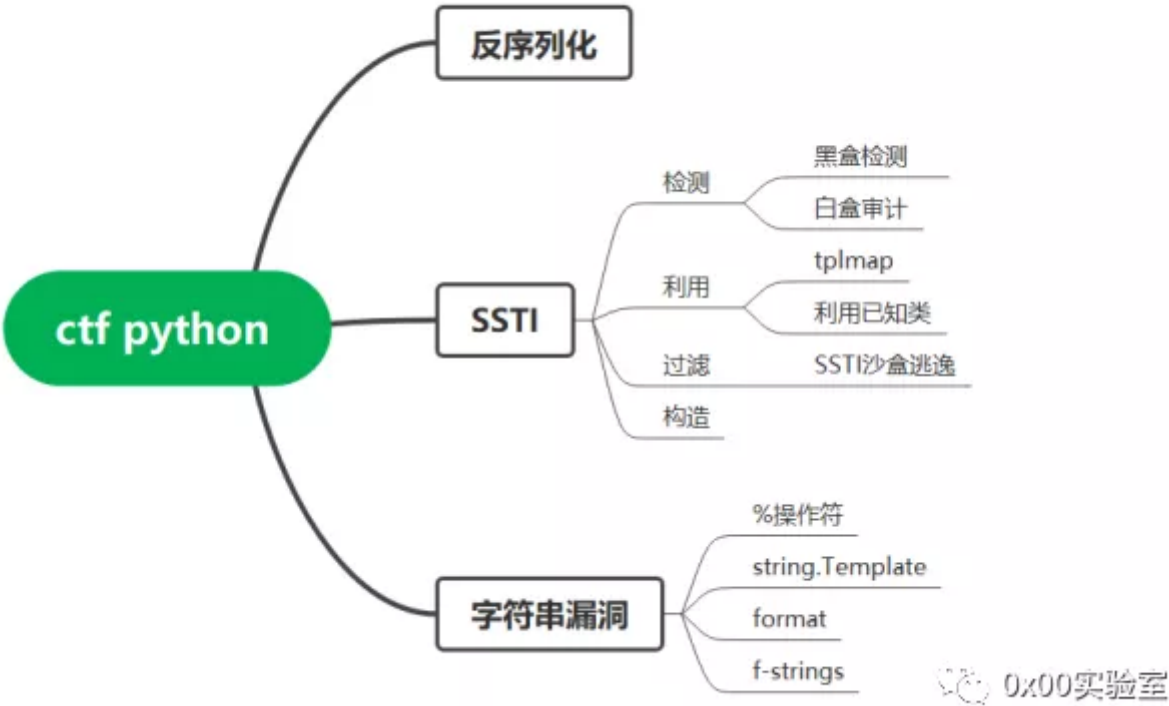 ctf python
反序列化
SSTI
检测
黑盒检测
白盒审计
利用
tplmap
利用已知类
过滤
SSTI沙盒逃逸
构造
字符串漏洞
%操作符
string.Template
format
f-strings
0x00实验室